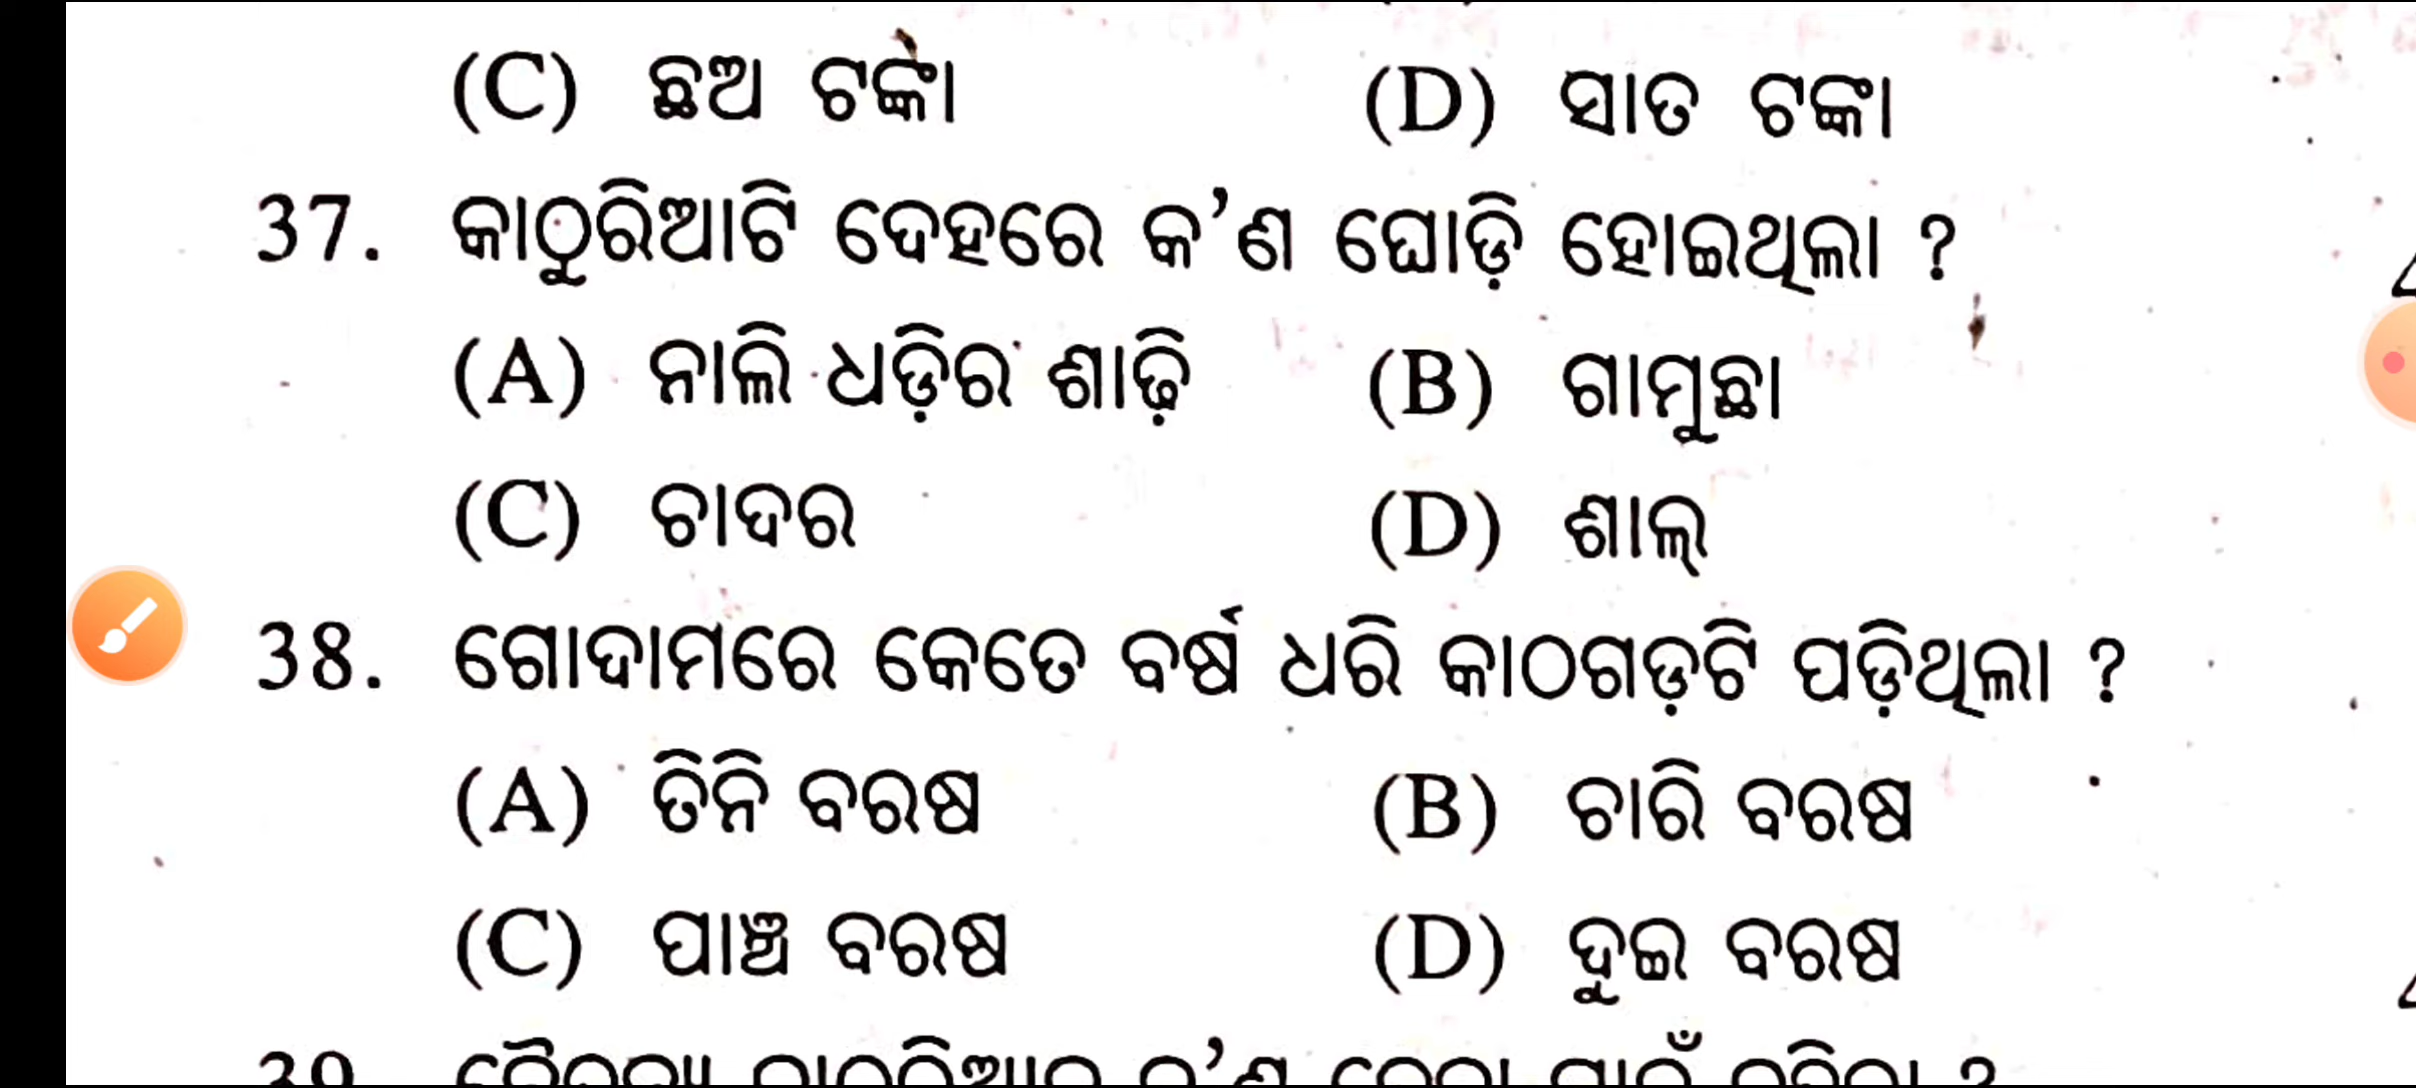 (C) ଛଅ ଟଙ୍କା (D) ସାତ ଟଙ୍କା
37. କାଠୁରିଆଟି ଦେହରେ କ’ଣ ଘୋଡ଼ି ହୋଇଥିଲା ?
(A) ନାଲି ଧଡ଼ିର ଶାଢ଼ି (B) ଗାମୁଛା
(C) ଚାଦର (D) ଶାଲ୍
38. ଗୋଦାମରେ କେତେ ବର୍ଷ ଧରି କାଠଗଡ଼ଟି ପଡ଼ିଥିଲା ?
(A) ତିନି ବରଷ (B) ଚାରି ବରଷ
(C) ପାଞ୍ଚ ବରଷ (D) ଦୁଇ ବରଷ